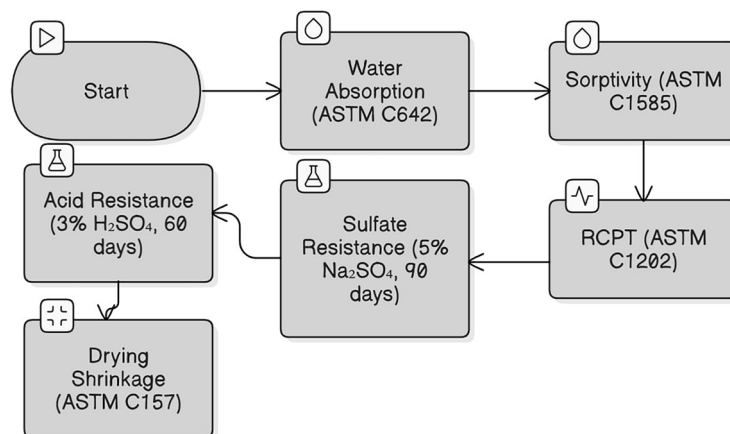 Start
Water
Absorption
(ASTM C642)
Sorptivity (ASTM
C1585)
RCPT (ASTM
C1202)
Sulfate
Resistance (5%
Na₂SO₄, 90
days)
Acid Resistance
(3% H₂SO₄, 60
days)
Drying
Shrinkage
(ASTM C157)